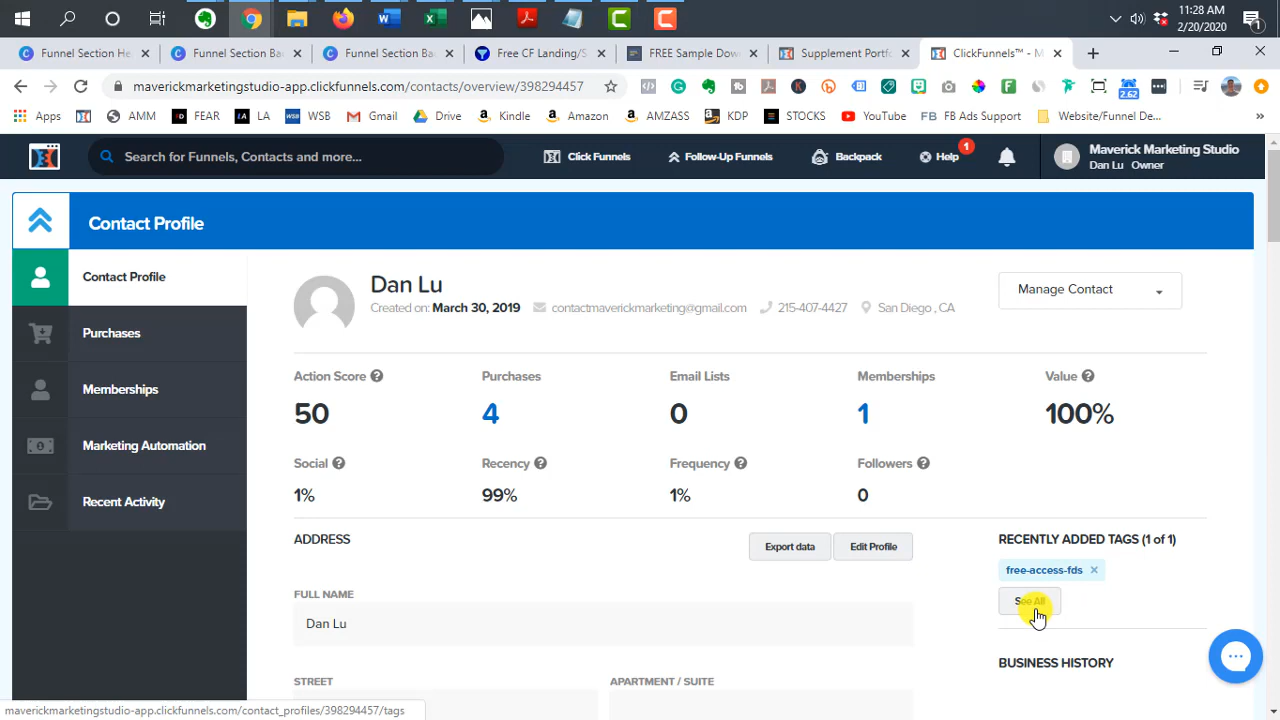 11:28 AM
2/20/2020
1
Funnel Section He
Funnel Section Ba
Funnel Section Ba
Free CF Landing/S
FREE Sample Dow
Supplement Portfo
ClickFunnels™ - M
maverickmarketingstudio-app.clickfunnels.com/contacts/overview/398294457
2.62
Apps
AMM
FEAR
LA
WSB
Gmail
Drive
Kindle
Amazon
AMZASS
KDP
STOCKS
YouTube
FB FB Ads Support
Website/Funnel De...
Search for Funnels, Contacts and more...
Click Funnels
Follow-Up Funnels
Backpack
Help
1
Maverick Marketing Studio
Dan Lu Owner
Contact Profile
Contact Profile
Purchases
Memberships
Marketing Automation
Recent Activity
Dan Lu
Created on: March 30, 2019
contactmaverickmarketing@gmail.com
215-407-4427
San Diego , CA
Manage Contact
Action Score
Purchases
Email Lists
Memberships
Value
50
4
0
1
100%
Social
Recency
Frequency
Followers
1%
99%
1%
0
ADDRESS
Export data
Edit Profile
FULL NAME
Dan Lu
STREET
APARTMENT / SUITE
RECENTLY ADDED TAGS (1 of 1)
free-access-fds ×
See All
BUSINESS HISTORY
maverickmarketingstudio-app.clickfunnels.com/contact_profiles/398294457/tags